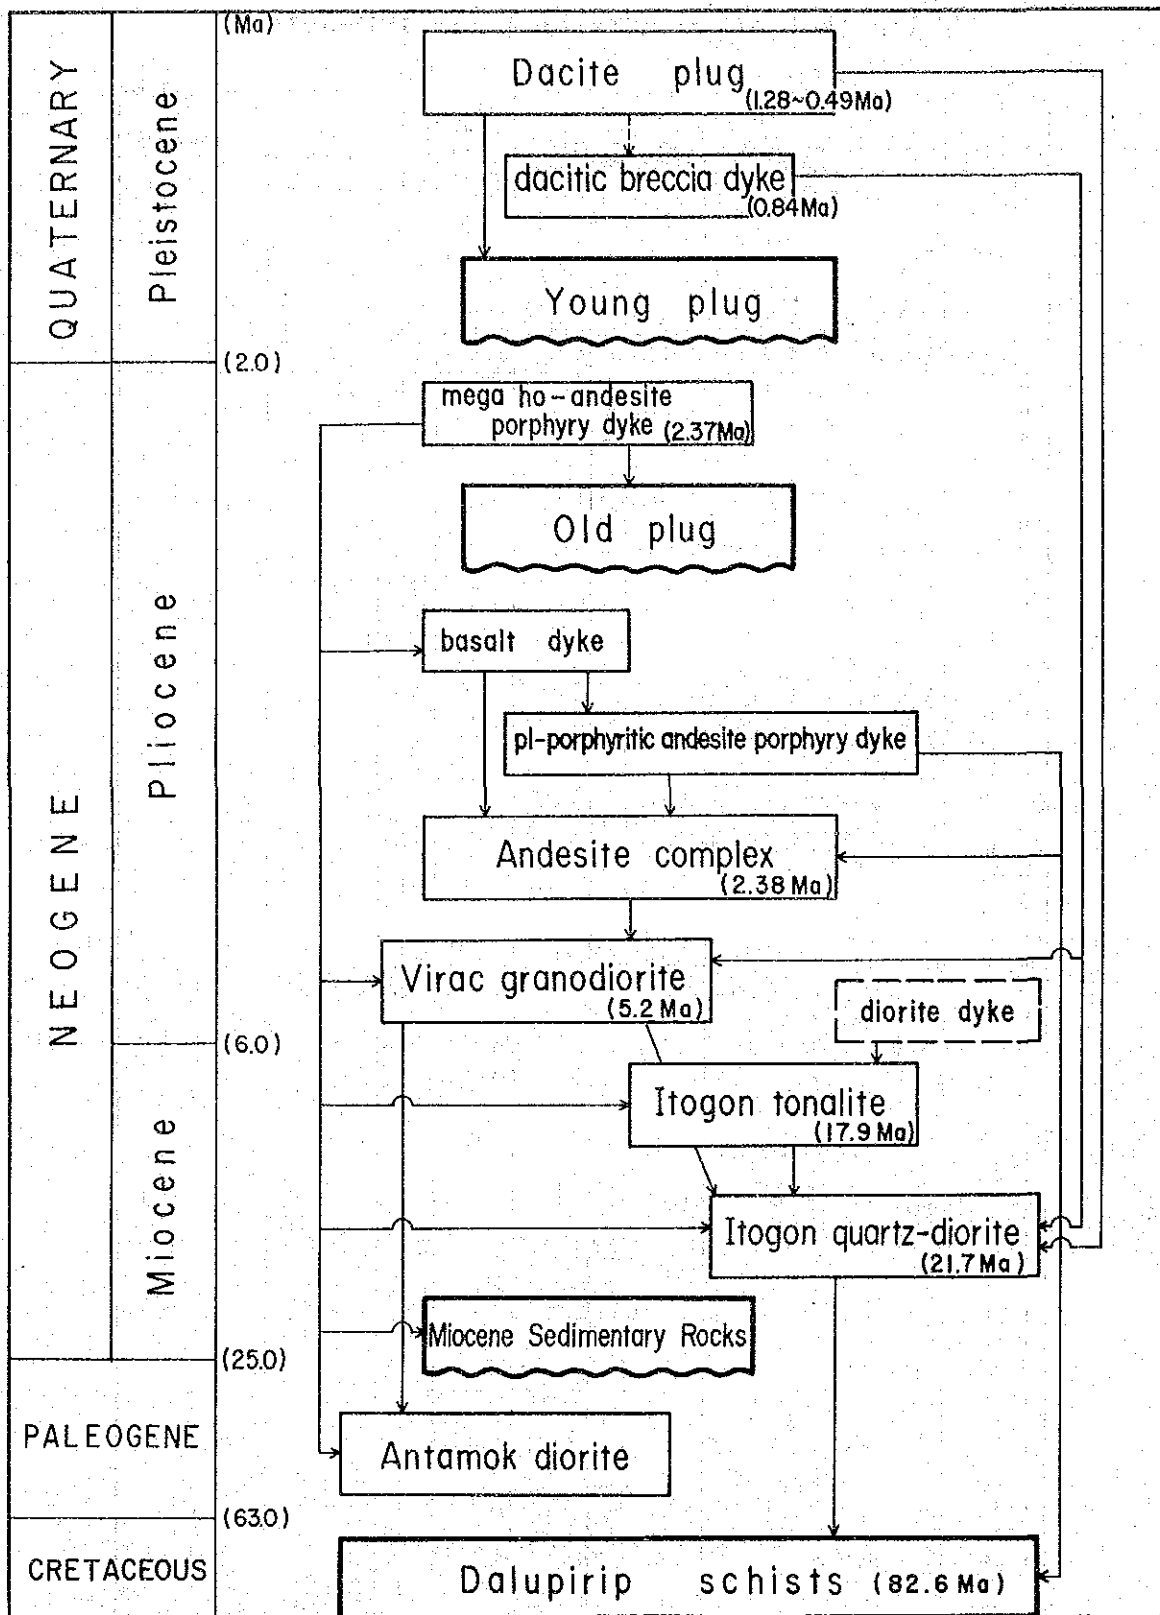 (Ma)
QUATERNARY
Pleistocene
Dacite plug
(1.28~0.49Ma)
dacitic breccia dyke
(0.84Ma)
Young plug
(2.0)
NEOGENE
Pliocene
mega ho-andesite
porphyry dyke (2.37Ma)
Old plug
basalt dyke
pl-porphyritic andesite porphyry dyke
Andesite complex
(2.38 Ma)
Virac granodiorite
(5.2 Ma)
diorite dyke
(6.0)
Miocene
Itogon tonalite
(17.9 Ma)
Itogon quartz-diorite
(21.7 Ma)
Miocene Sedimentary Rocks
(25.0)
PALEOGENE
Antamok diorite
(63.0)
CRETACEOUS
Dalupirip schists (82.6 Ma)